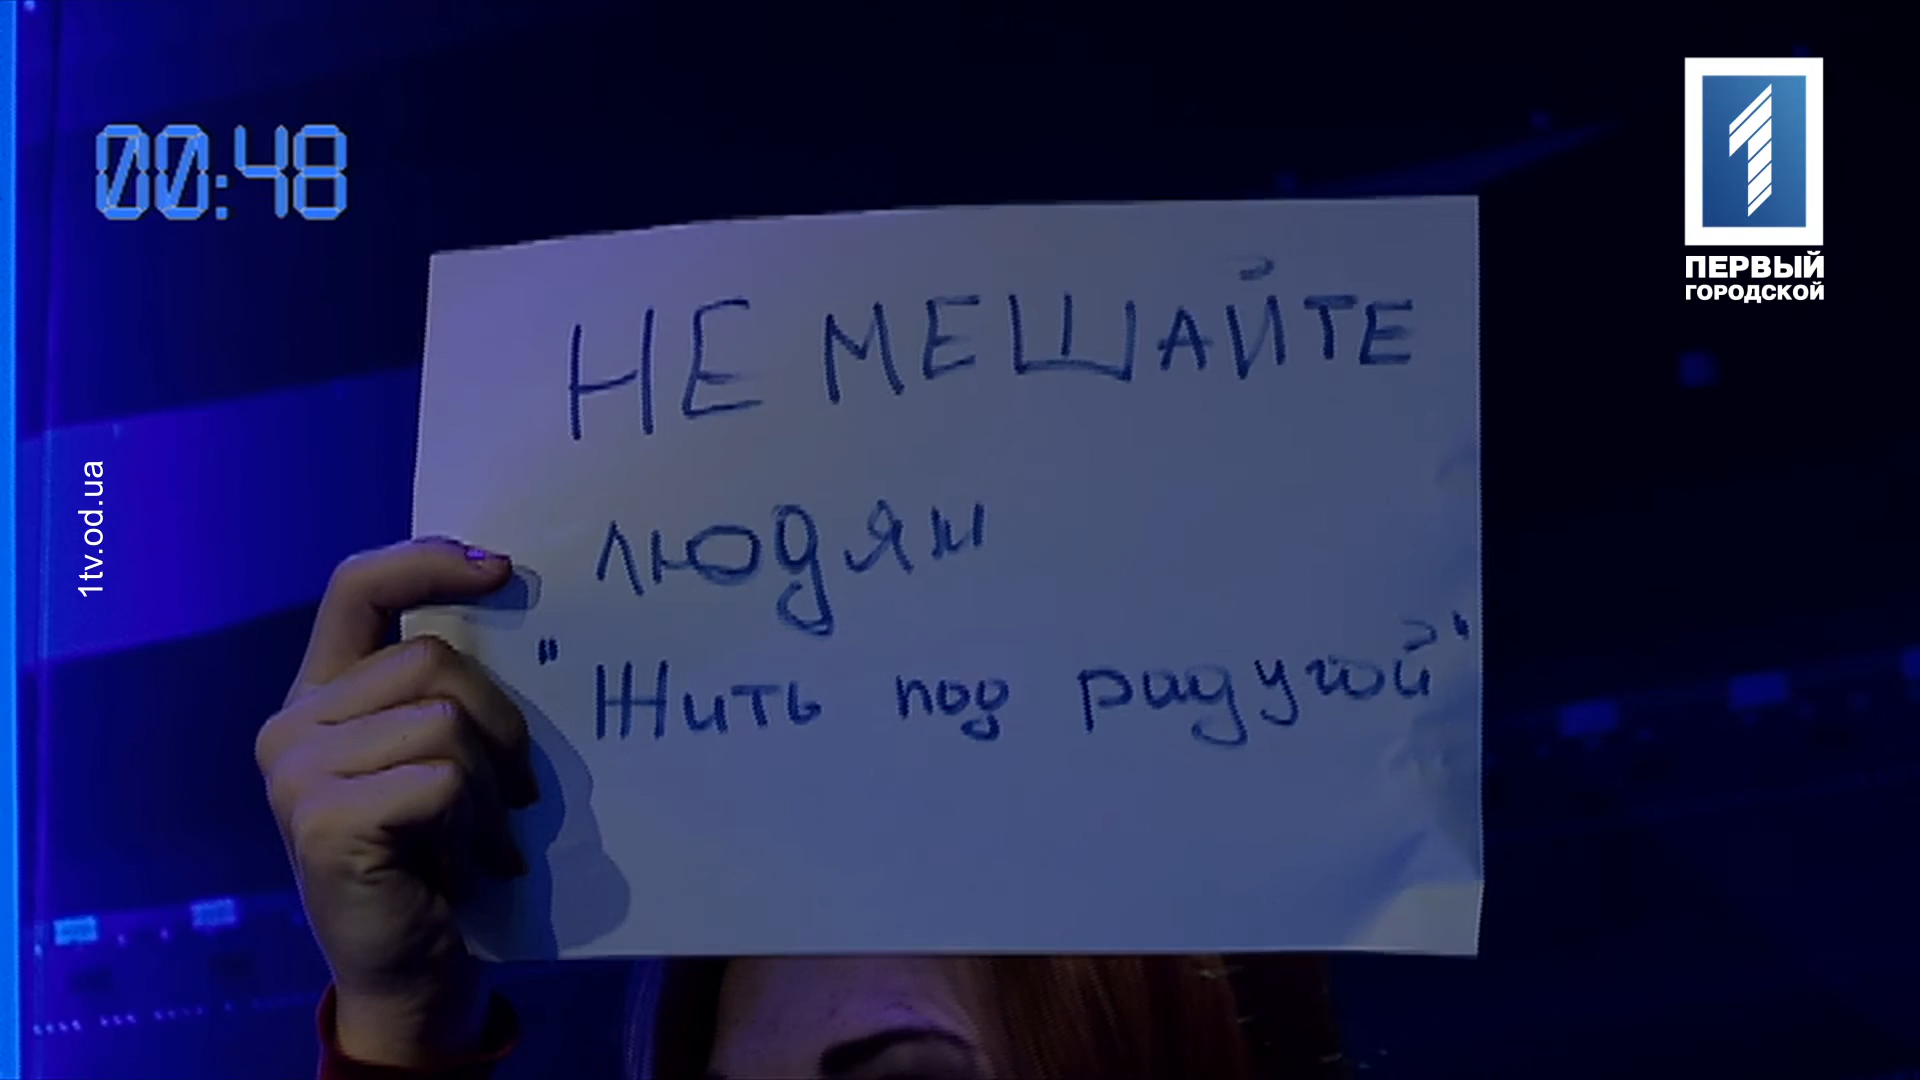 00:48
ПЕРВЫЙ
ГОРОДСКОЙ
1tv.od.ua
НЕ МЕШАЙТЕ
людям
"Жить под радугой"